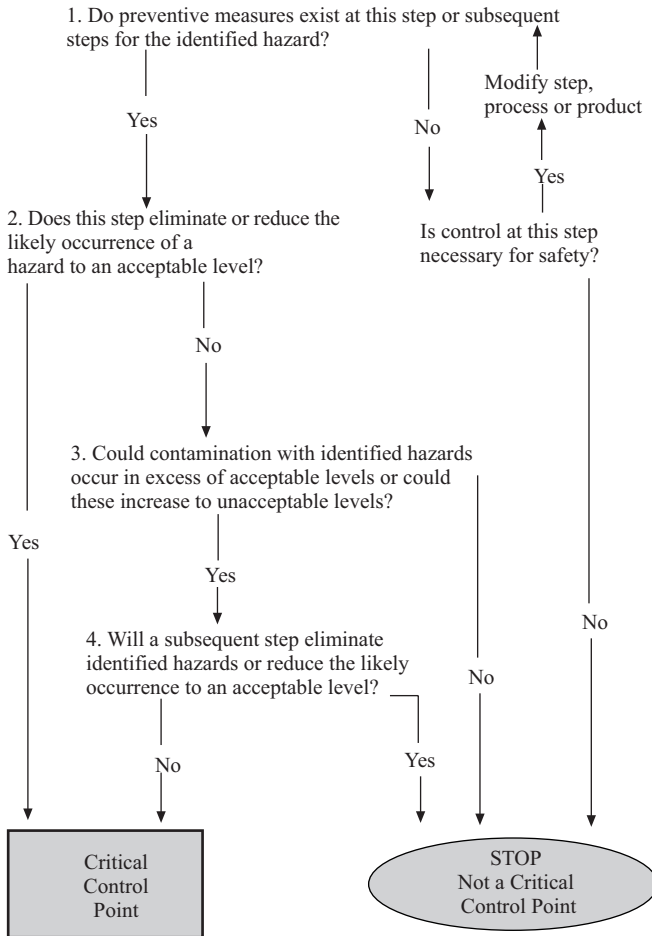 1. Do preventive measures exist at this step or subsequent
steps for the identified hazard?
Modify step,
process or product
Yes
No
Yes
2. Does this step eliminate or reduce the
likely occurrence of a
hazard to an acceptable level?
Is control at this step
necessary for safety?
No
3. Could contamination with identified hazards
occur in excess of acceptable levels or could
these increase to unacceptable levels?
Yes
Yes
No
4. Will a subsequent step eliminate
identified hazards or reduce the likely
occurrence to an acceptable level?
No
No
Yes
Critical
Control
Point
STOP
Not a Critical
Control Point